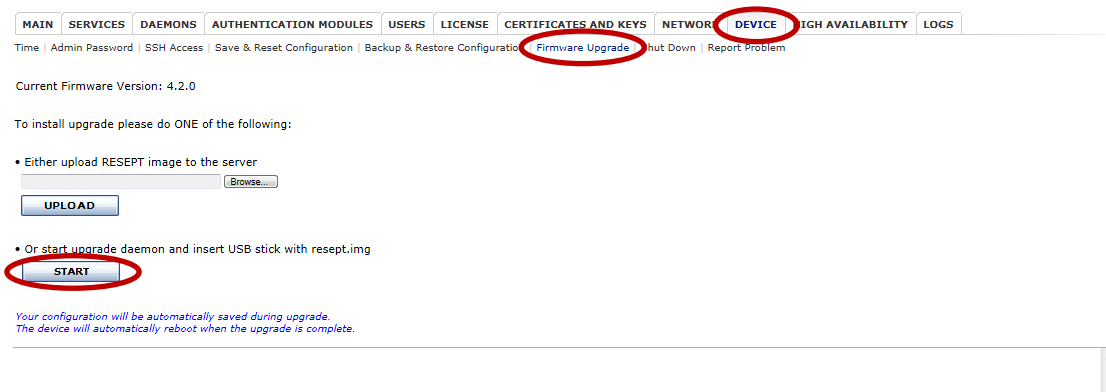 MAIN SERVICES DAEMONS AUTHENTICATION MODULES USERS LICENSE CERTIFICATES AND KEYS NETWORK DEVICE HIGH AVAILABILITY LOGS
Time | Admin Password | SSH Access | Save & Reset Configuration | Backup & Restore Configuration | Firmware Upgrade | Shut Down | Report Problem
Current Firmware Version: 4.2.0
To install upgrade please do ONE of the following:
• Either upload RESEPT image to the server
Browse...
UPLOAD
• Or start upgrade daemon and insert USB stick with resept.img
START
Your configuration will be automatically saved during upgrade.
The device will automatically reboot when the upgrade is complete.